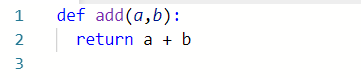 1 def add(a,b):
2   return a + b
3